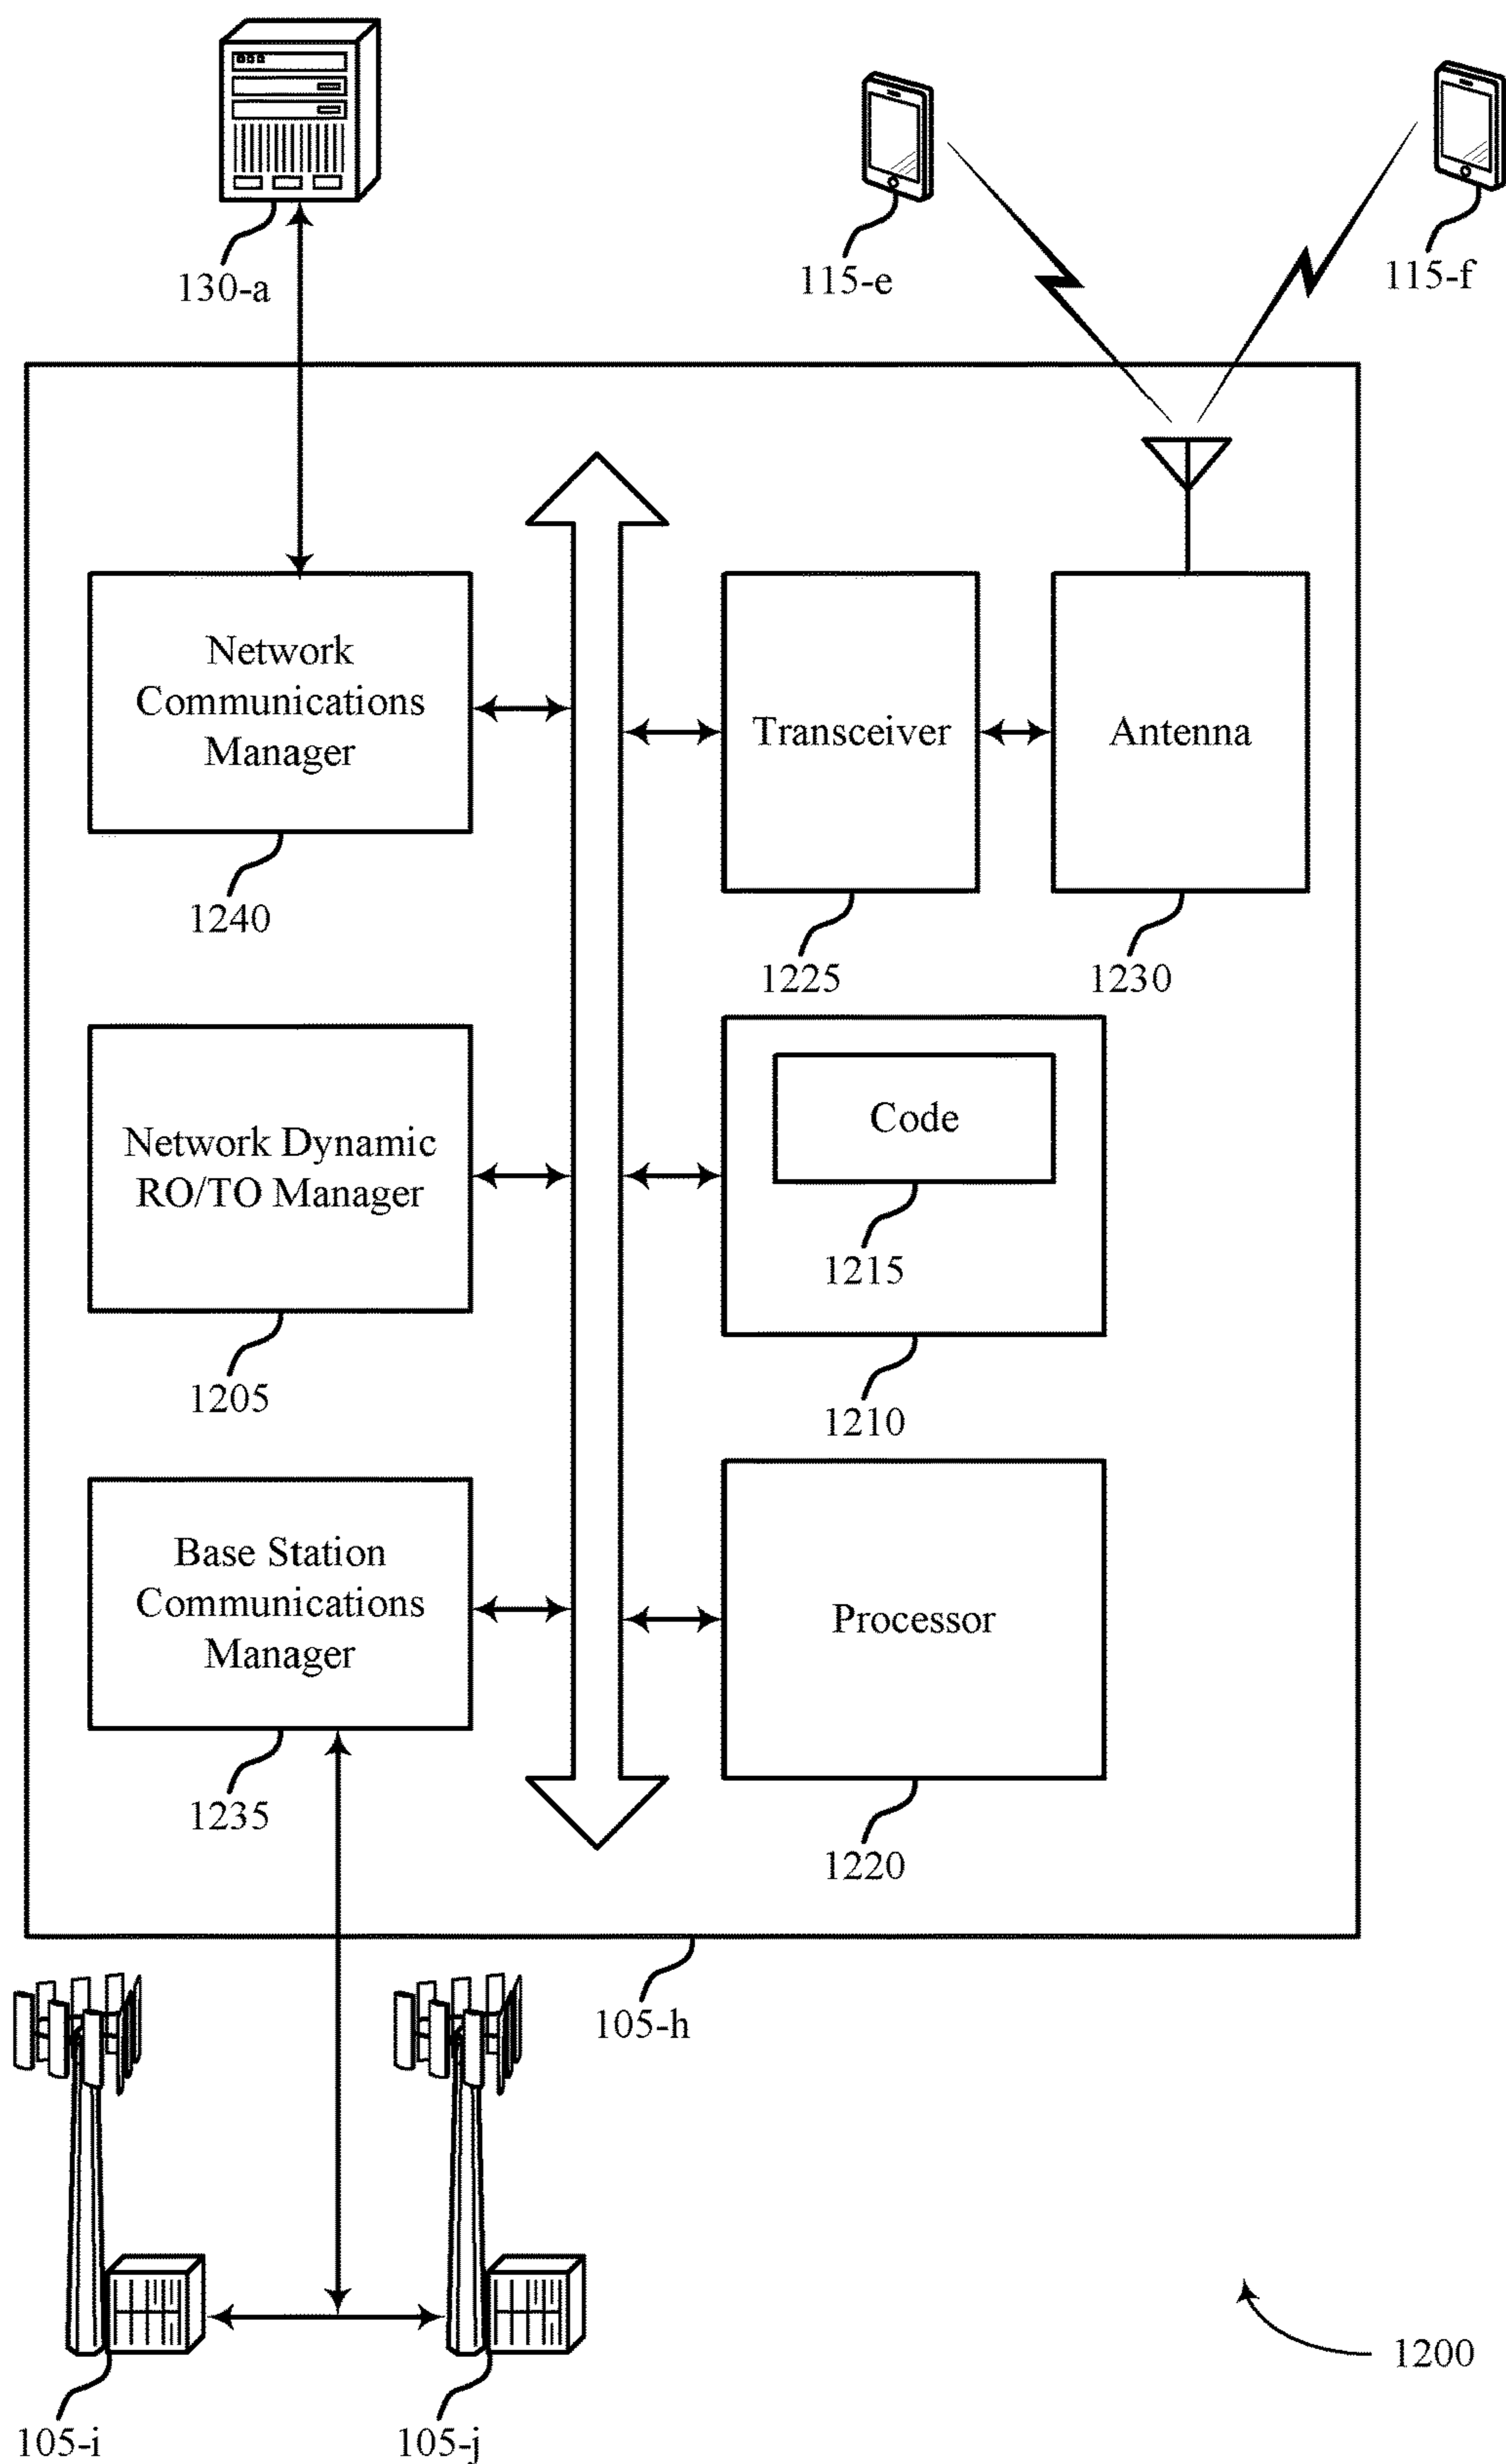 130-a
115-e
115-f
Network
Communications
Manager
1240
Transceiver
1225
Antenna
1230
Network Dynamic
RO/TO Manager
1205
Code
1215
1210
Base Station
Communications
Manager
1235
Processor
1220
105-h
105-i
105-j
1200